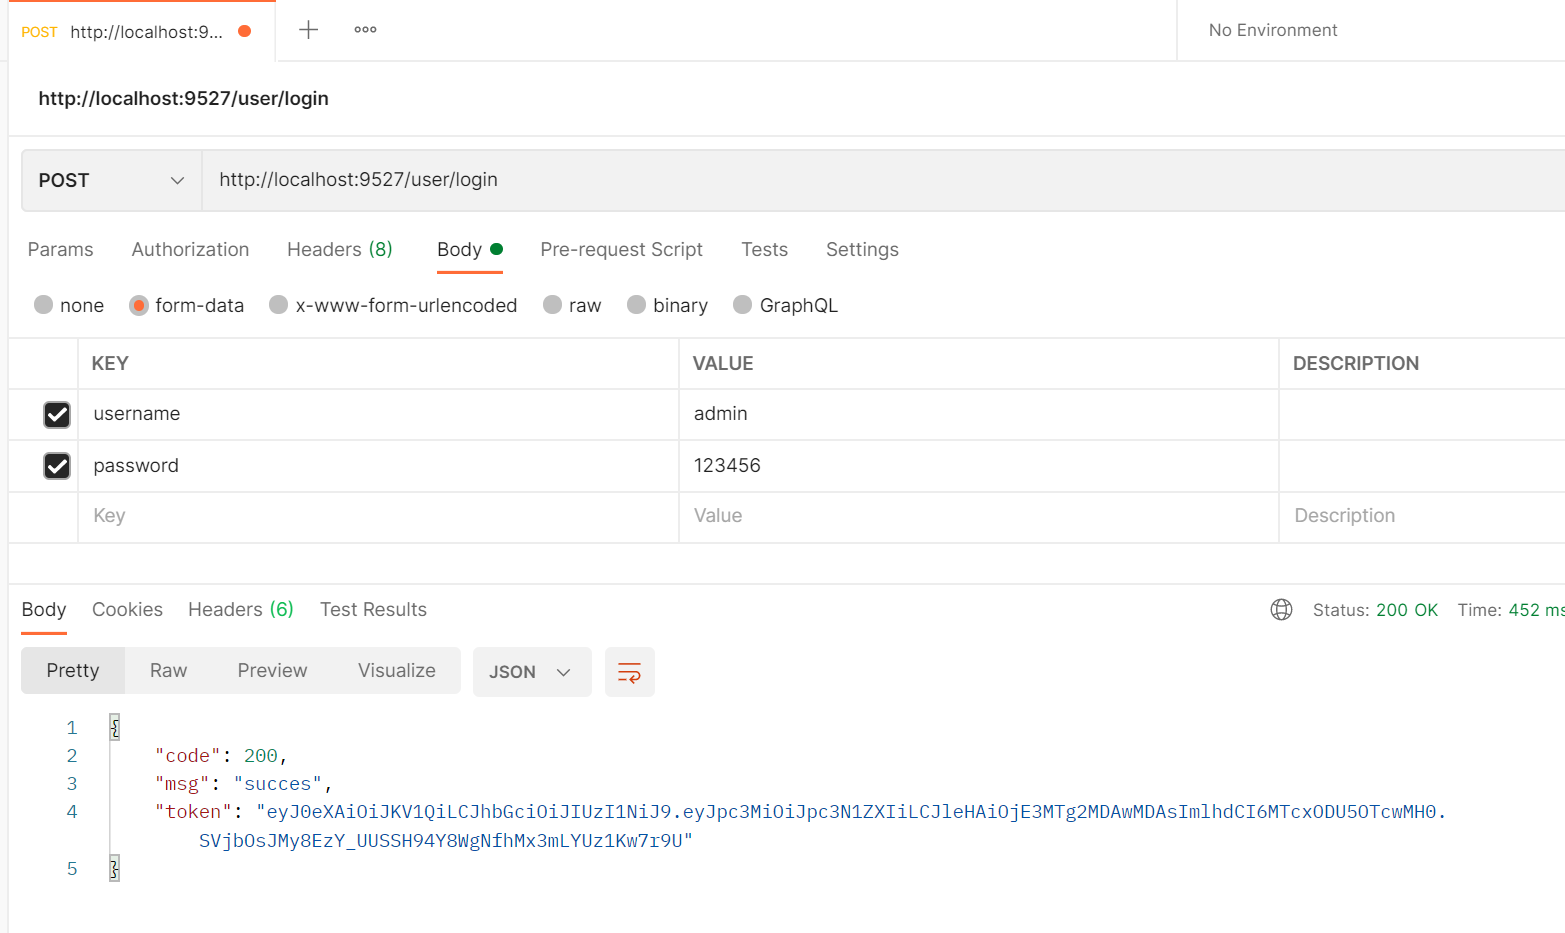 POST http://localhost:9... No Environment
http://localhost:9527/user/login
POST http://localhost:9527/user/login
Params Authorization Headers (8) Body Pre-request Script Tests Settings
none form-data x-www-form-urlencoded raw binary GraphQL
KEY VALUE DESCRIPTION
username admin
password 123456
Key Value Description
Body Cookies Headers (6) Test Results Status: 200 OK Time: 452 ms
Pretty Raw Preview Visualize JSON
1 {
2 "code": 200,
3 "msg": "succes",
4 "token": "eyJ0eXAiOiJKV1QiLCJhbGciOiJIUzI1NiJ9.eyJpc3MiOiJpc3N1ZXIiLCJleHAiOjE3MTg2MDAwMDAsImlhdCI6MTcxODU5OTcwMH0.
SVjbOsJMy8EzY_UUSSH94Y8WgNfhMx3mLYUz1Kw7r9U"
5 }